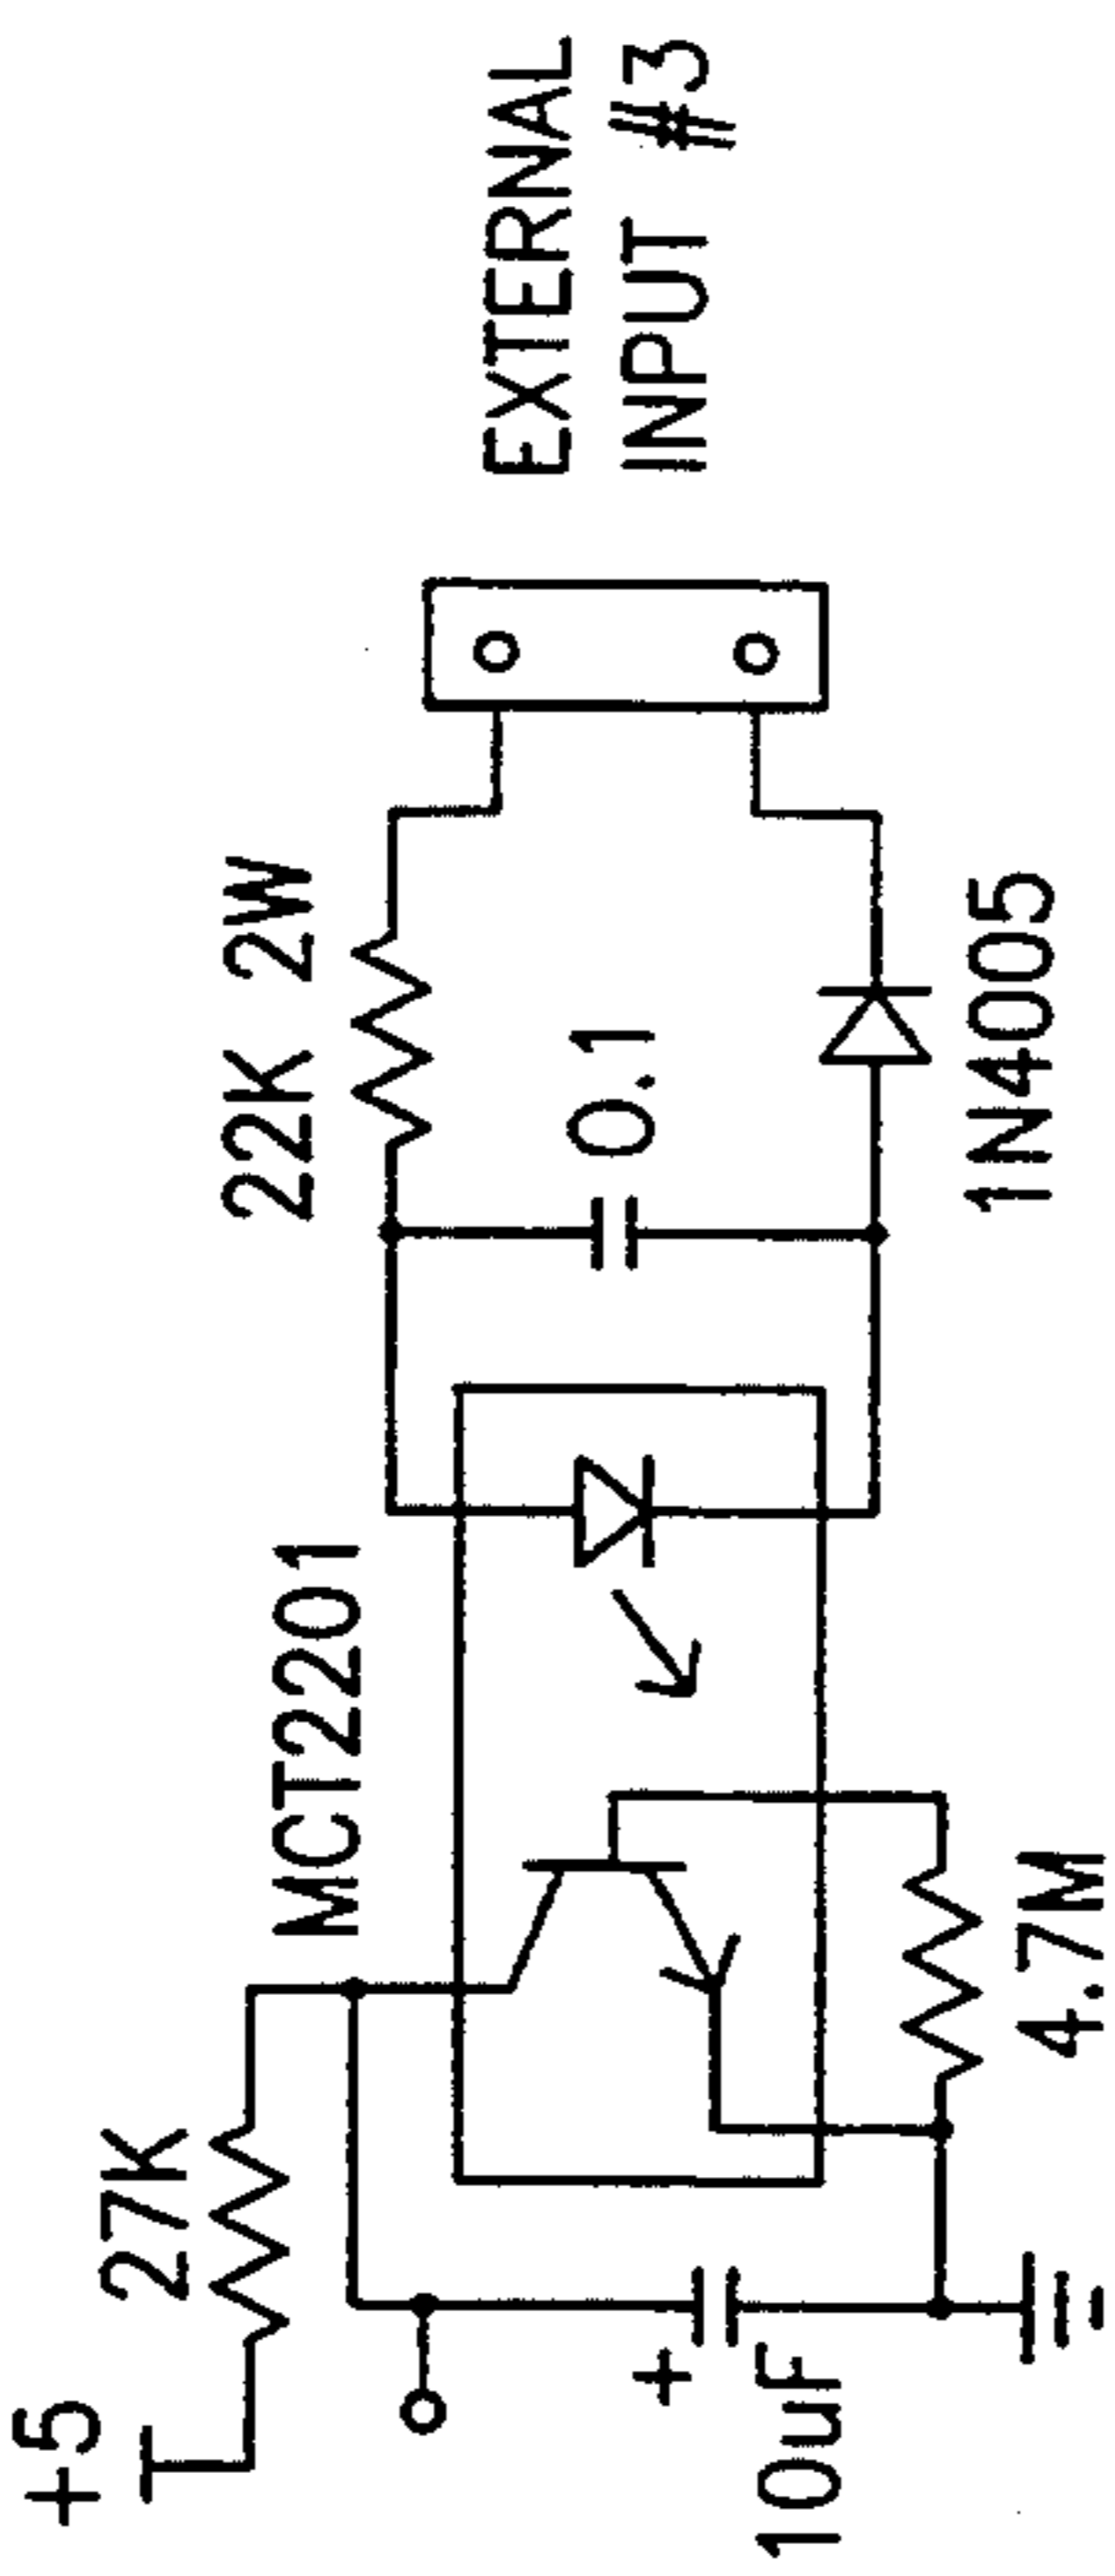 +5
27K
MCT2201
22K 2W
EXTERNAL
INPUT #3
0.1
+
10uF
4.7M
1N4005